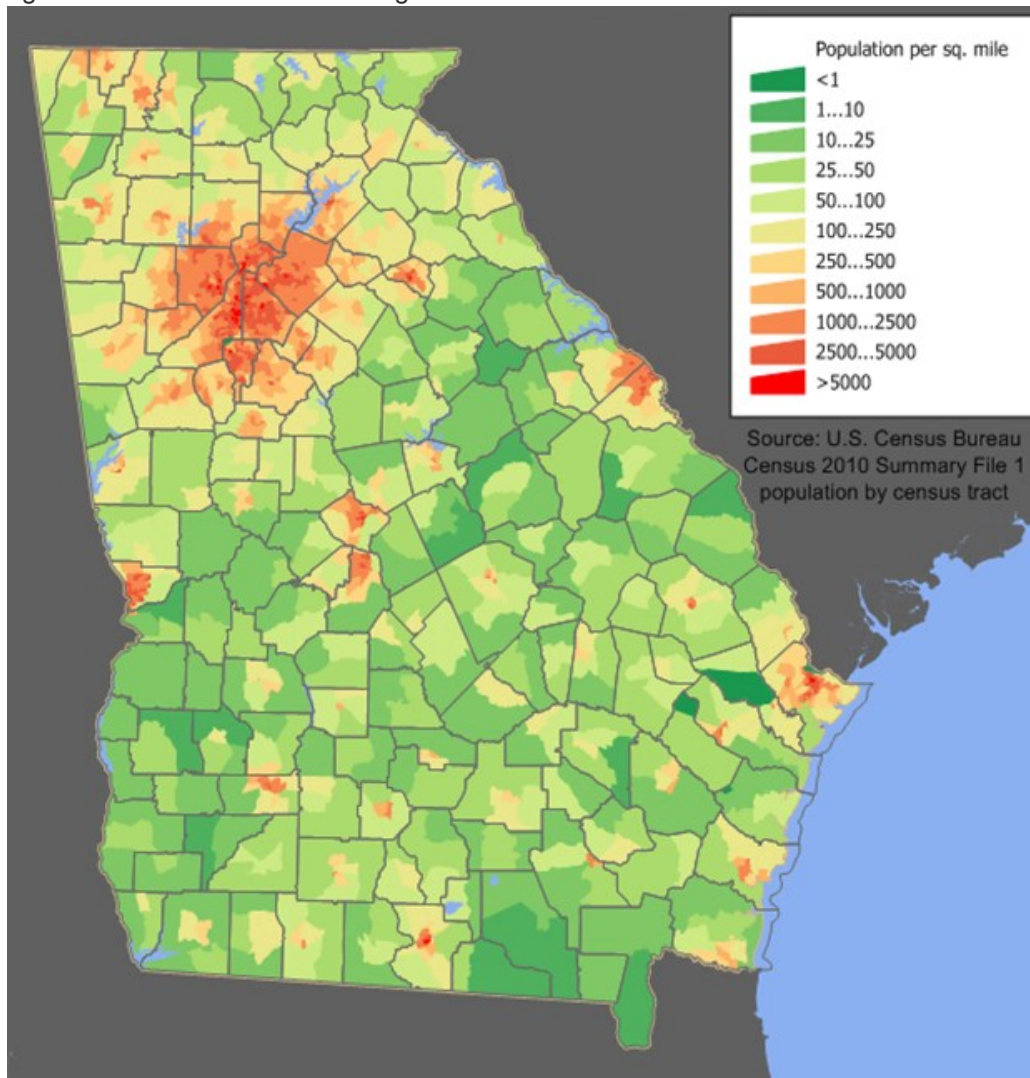 Population per sq. mile
<1
1...10
10...25
25...50
50...100
100...250
250...500
500...1000
1000...2500
2500...5000
>5000
Source: U.S. Census Bureau
Census 2010 Summary File 1
population by census tract